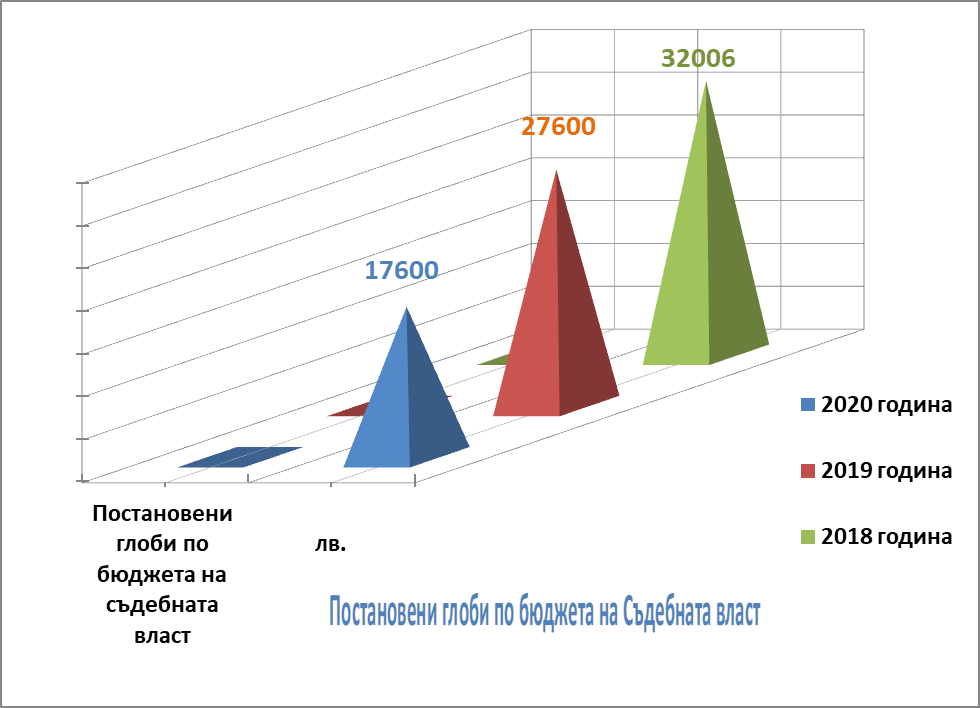 32006
27600
17600
2020 година
2019 година
2018 година
Постановени
глоби по
бюджета на
съдебната
власт
лв.
Постановени глоби по бюджета на Съдебната власт